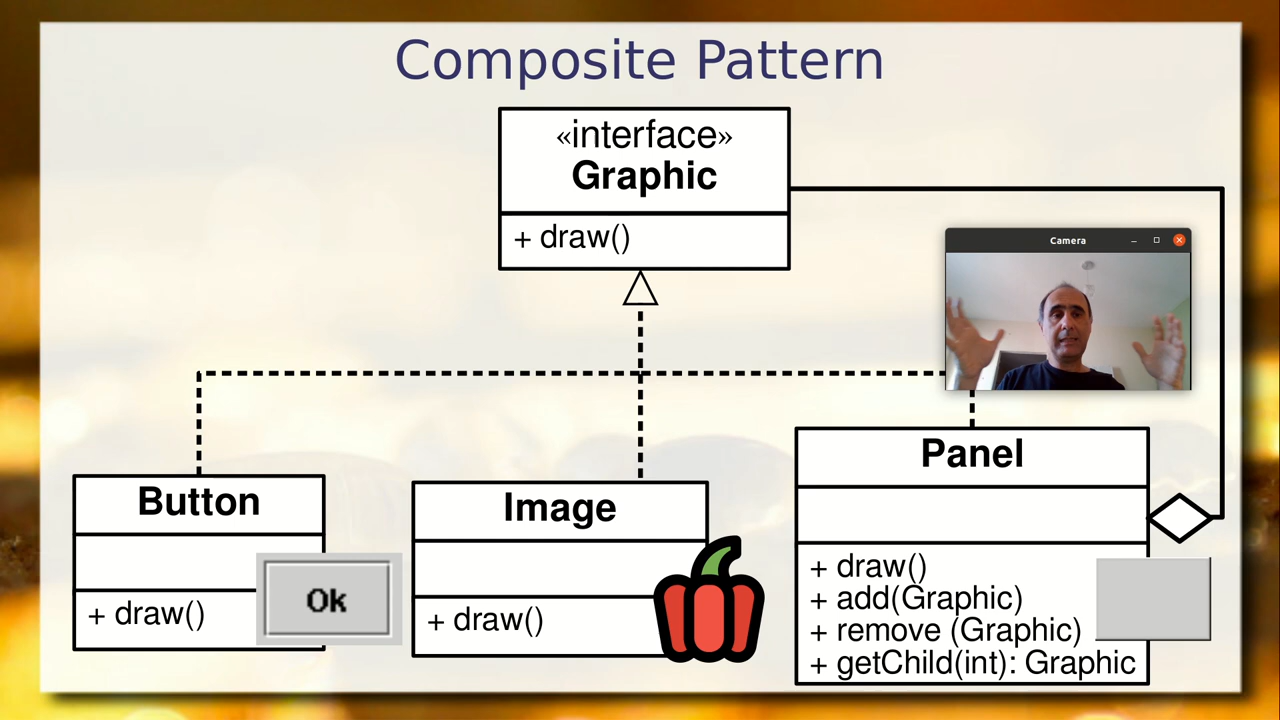 Composite Pattern
«interface»
Graphic
+ draw()
Camera
Button
+ draw()
Ok
Image
+ draw()
Panel
+ draw()
+ add(Graphic)
+ remove (Graphic)
+ getChild(int): Graphic